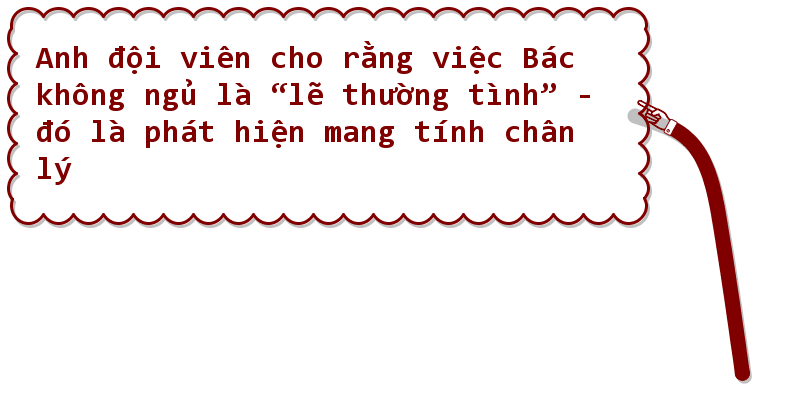 Anh đội viên cho rằng việc Bác
không ngủ là “lẽ thường tình” -
đó là phát hiện mang tính chân
lý